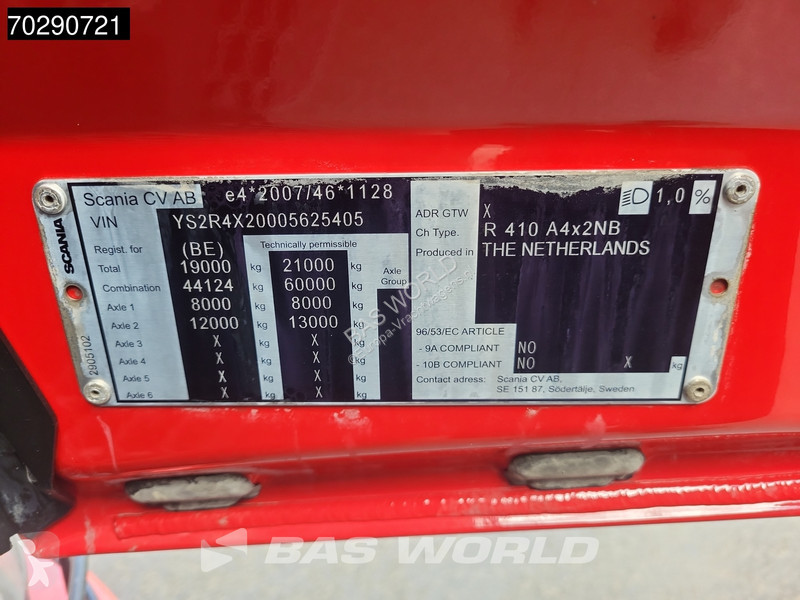 70290721
Scania CV AB e4*2007/46*1128
VIN YS2R4X20005625405
Regist. for (BE) Technically permissible
Total 19000 kg 21000 kg Axle
Combination 44124 kg 60000 kg Group
Axle 1 8000 kg 8000 kg
Axle 2 12000 kg 13000 kg
Axle 3 X kg X kg
Axle 4 X kg X kg
Axle 5 X kg X kg
Axle 6 X kg X kg
SCANIA
2905102
1,0 %
ADR GTW X
Ch Type. R 410 A4x2NB
Produced in THE NETHERLANDS
96/53/EC ARTICLE
- 9A COMPLIANT NO
- 10B COMPLIANT NO X kg
Contact adress: Scania CV AB,
SE 151 87, Södertälje, Sweden
BAS WORLD
BAS WORLD